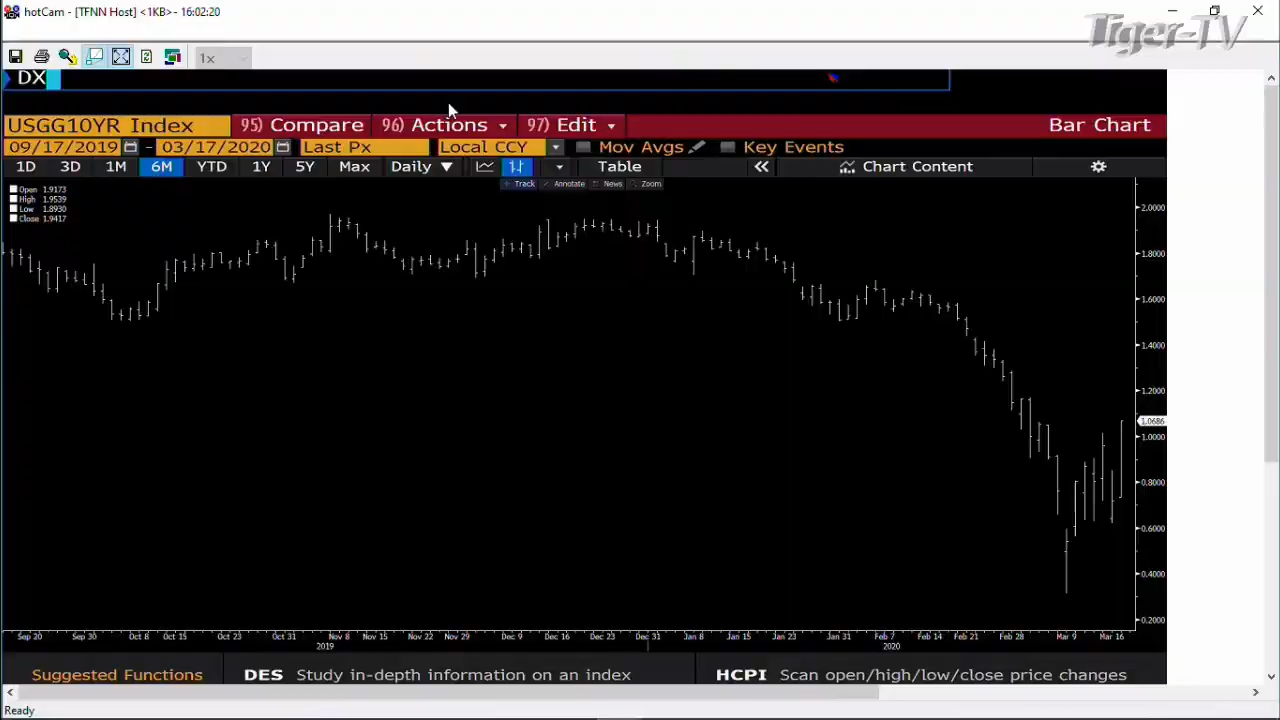 hotCam - [TFNN Host] <1KB> - 16:02:20
Tiger-TV
1x
DX
USGG10YR Index 95) Compare 96) Actions 97) Edit Bar Chart
09/17/2019 - 03/17/2020 Last Px Local CCY Mov Avgs Key Events
1D 3D 1M 6M YTD 1Y 5Y Max Daily ▼ Table « Chart Content
Track Annotate News Zoom
Open 1.9173
High 1.9539
Low 1.8930
Close 1.9417
2.0000
1.8000
1.6000
1.4000
1.2000
1.0686
1.0000
0.8000
0.6000
0.4000
0.2000
Sep 20 Sep 30 Oct 8 Oct 15 Oct 23 Oct 31 Nov 8 Nov 15 Nov 22 Nov 29 Dec 9 Dec 16 Dec 23 Dec 31 Jan 8 Jan 15 Jan 23 Jan 31 Feb 7 Feb 14 Feb 21 Feb 28 Mar 9 Mar 16
2019 2020
Suggested Functions DES Study in-depth information on an index HCPI Scan open/high/low/close price changes
Ready